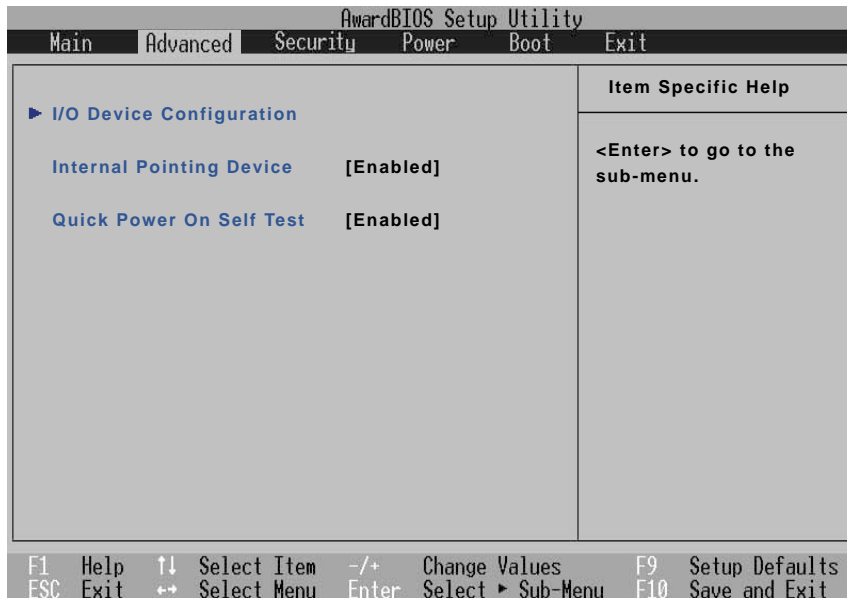 AwardBIOS Setup Utility
Main Advanced Security Power Boot Exit
Item Specific Help
► I/O Device Configuration
<Enter> to go to the
sub-menu.
Internal Pointing Device [Enabled]
Quick Power On Self Test [Enabled]
F1 Help ↑↓ Select Item -/+ Change Values F9 Setup Defaults
ESC Exit ←→ Select Menu Enter Select ► Sub-Menu F10 Save and Exit